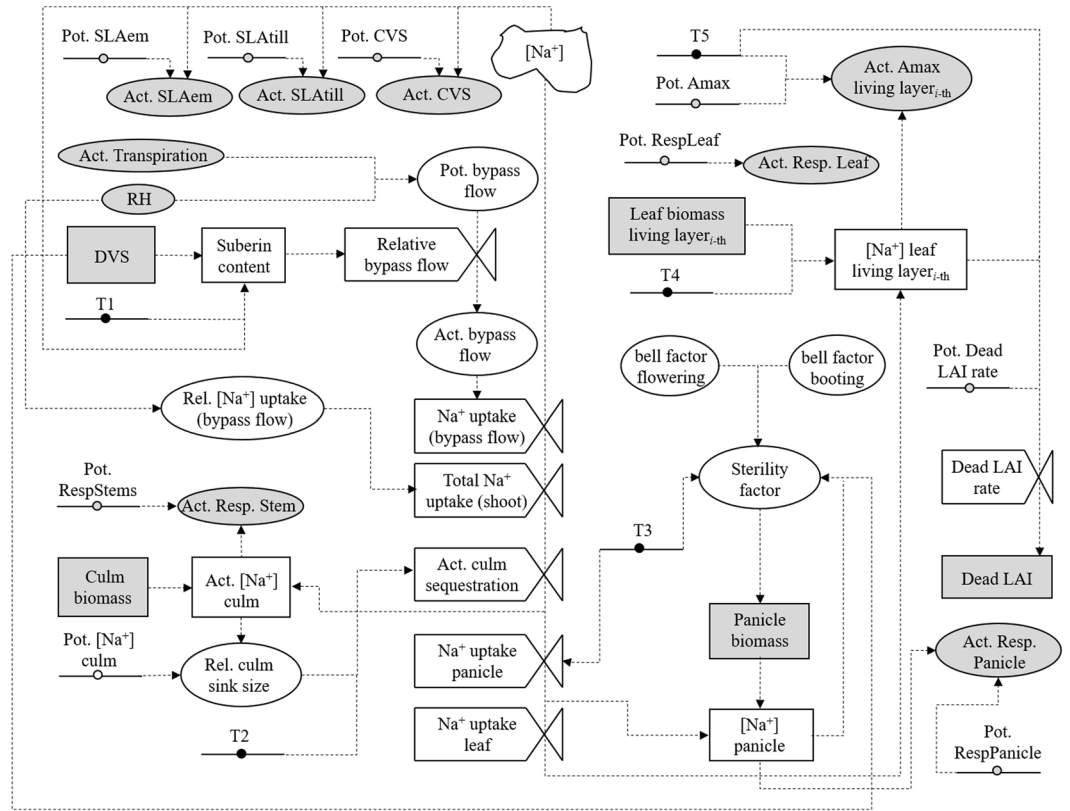 Pot. SLAem
Pot. SLAtill
Pot. CVS
[Na⁺]
Act. SLAem
Act. SLAtill
Act. CVS
T5
Pot. Amax
Act. Amax
living layerᵢ₋ₜₕ
Act. Transpiration
RH
Pot. bypass
flow
Pot. RespLeaf
Act. Resp. Leaf
DVS
Suberin
content
Relative
bypass flow
Leaf biomass
living layerᵢ₋ₜₕ
[Na⁺] leaf
living layerᵢ₋ₜₕ
T1
T4
Act. bypass
flow
bell factor
flowering
bell factor
booting
Pot. Dead
LAI rate
Rel. [Na⁺] uptake
(bypass flow)
Na⁺ uptake
(bypass flow)
Pot.
RespStems
Act. Resp. Stem
Total Na⁺
uptake (shoot)
Sterility
factor
Dead LAI
rate
T3
Culm
biomass
Act. [Na⁺]
culm
Act. culm
sequestration
Dead LAI
Pot. [Na⁺]
culm
Rel. culm
sink size
Na⁺ uptake
panicle
Panicle
biomass
Act. Resp.
Panicle
T2
Na⁺ uptake
leaf
[Na⁺]
panicle
Pot.
RespPanicle